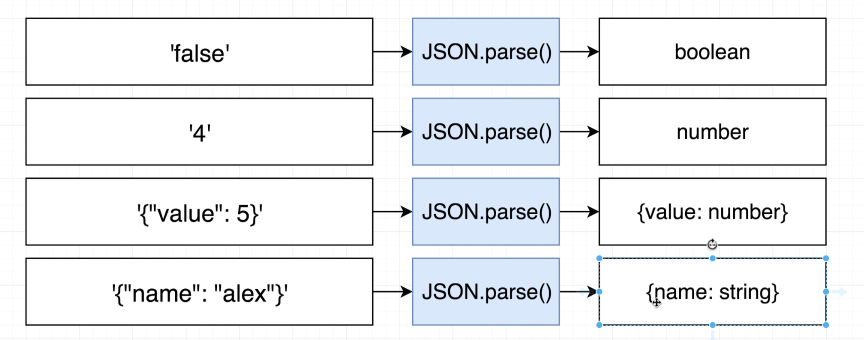 'false' JSON.parse() boolean
'4' JSON.parse() number
'{"value": 5}' JSON.parse() {value: number}
'{"name": "alex"}' JSON.parse() {name: string}